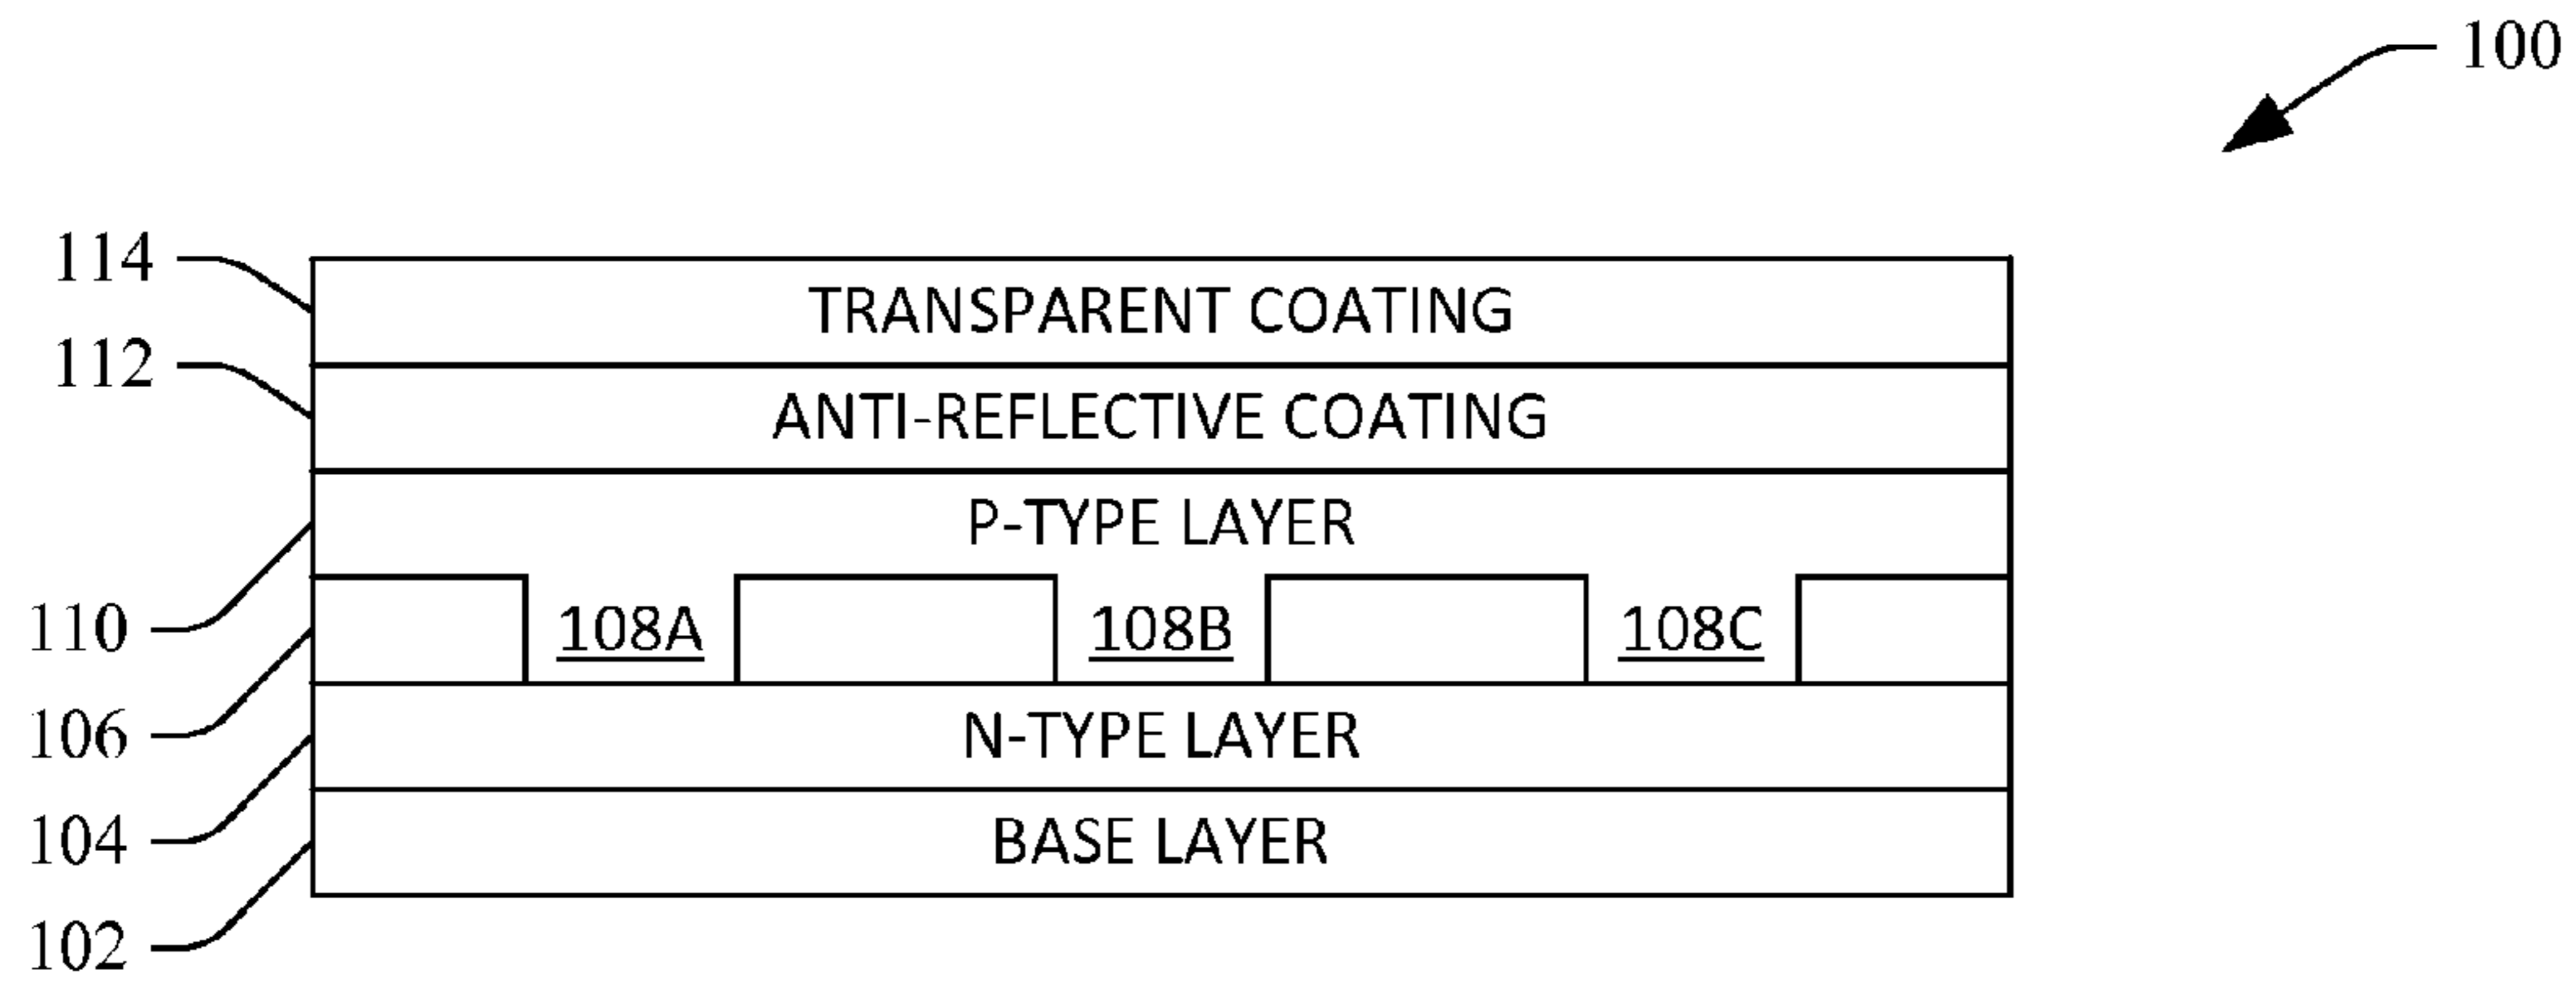 100
114
TRANSPARENT COATING
112
ANTI-REFLECTIVE COATING
P-TYPE LAYER
110
108A 108B 108C
106
N-TYPE LAYER
104
BASE LAYER
102